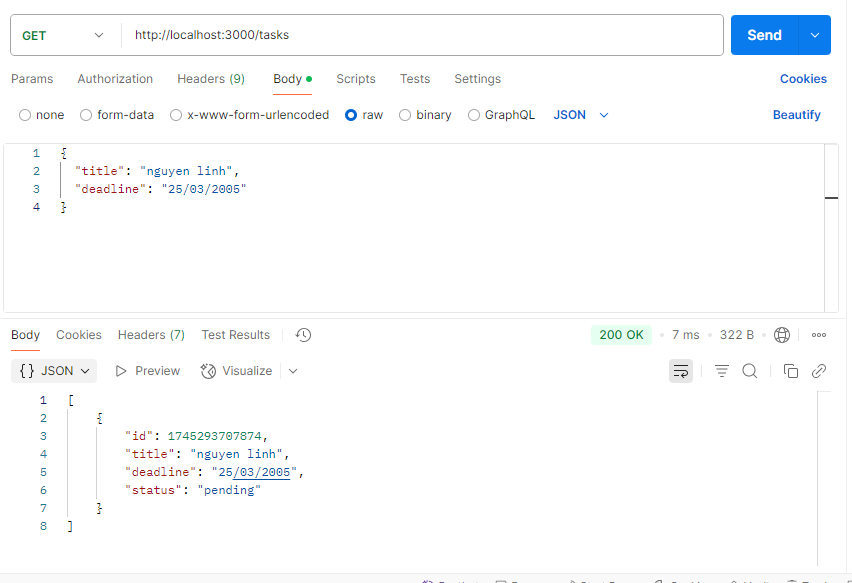 GET http://localhost:3000/tasks Send
Params Authorization Headers (9) Body Scripts Tests Settings Cookies
none form-data x-www-form-urlencoded raw binary GraphQL JSON Beautify
1 {
2 "title": "nguyen linh",
3 "deadline": "25/03/2005"
4 }
Body Cookies Headers (7) Test Results 200 OK 7 ms 322 B
{} JSON Preview Visualize
1 [
2 {
3 "id": 1745293707874,
4 "title": "nguyen linh",
5 "deadline": "25/03/2005",
6 "status": "pending"
7 }
8 ]